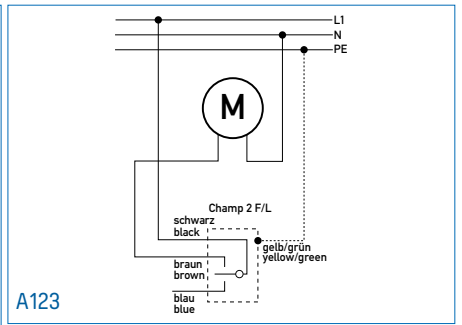 L1
N
PE
M
Champ 2 F/L
schwarz
black
gelb/grün
yellow/green
braun
brown
blau
blue
A123